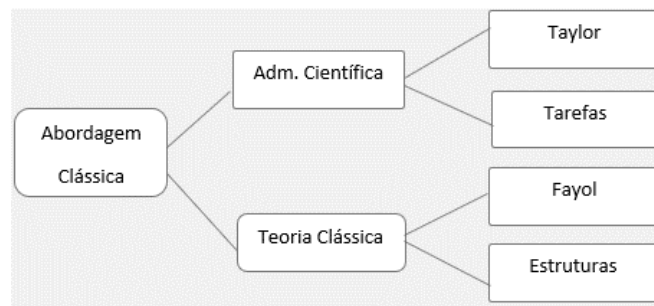 Abordagem
Clássica
Adm. Científica
Taylor
Tarefas
Teoria Clássica
Fayol
Estruturas